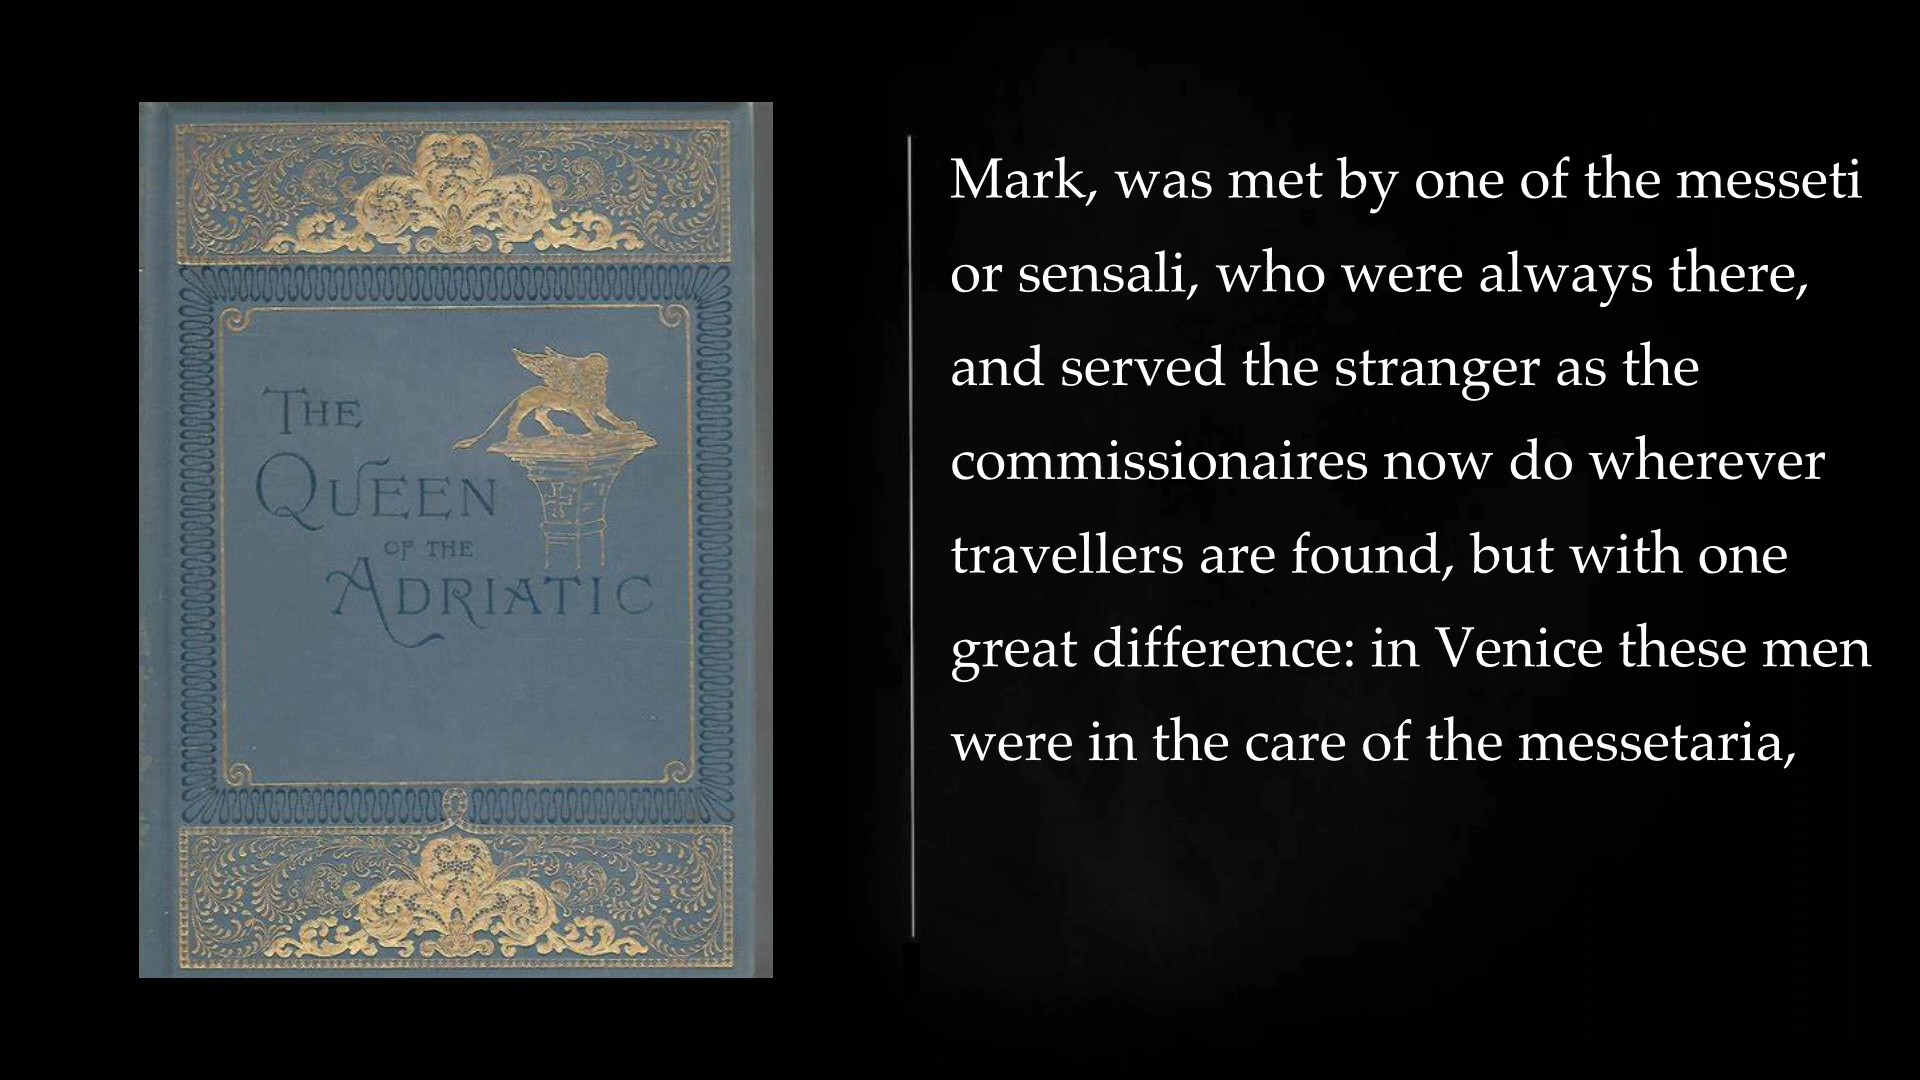 THE
QUEEN
OF THE
ADRIATIC
Mark, was met by one of the messeti
or sensali, who were always there,
and served the stranger as the
commissionaires now do wherever
travellers are found, but with one
great difference: in Venice these men
were in the care of the messetaria,